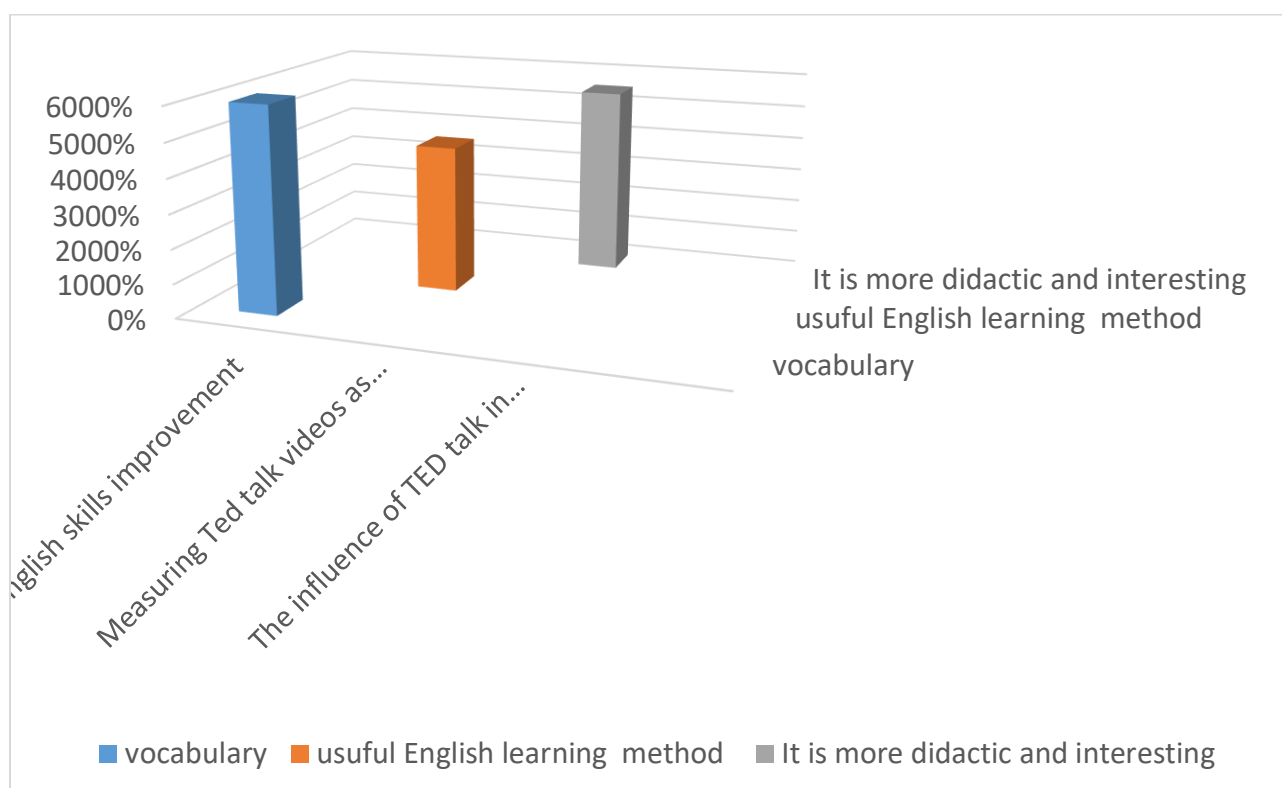 6000%
5000%
4000%
3000%
2000%
1000%
0%
It is more didactic and interesting
usuful English learning method
vocabulary
nglish skills improvement
Measuring Ted talk videos as...
The influence of TED talk in...
vocabulary
usuful English learning method
It is more didactic and interesting